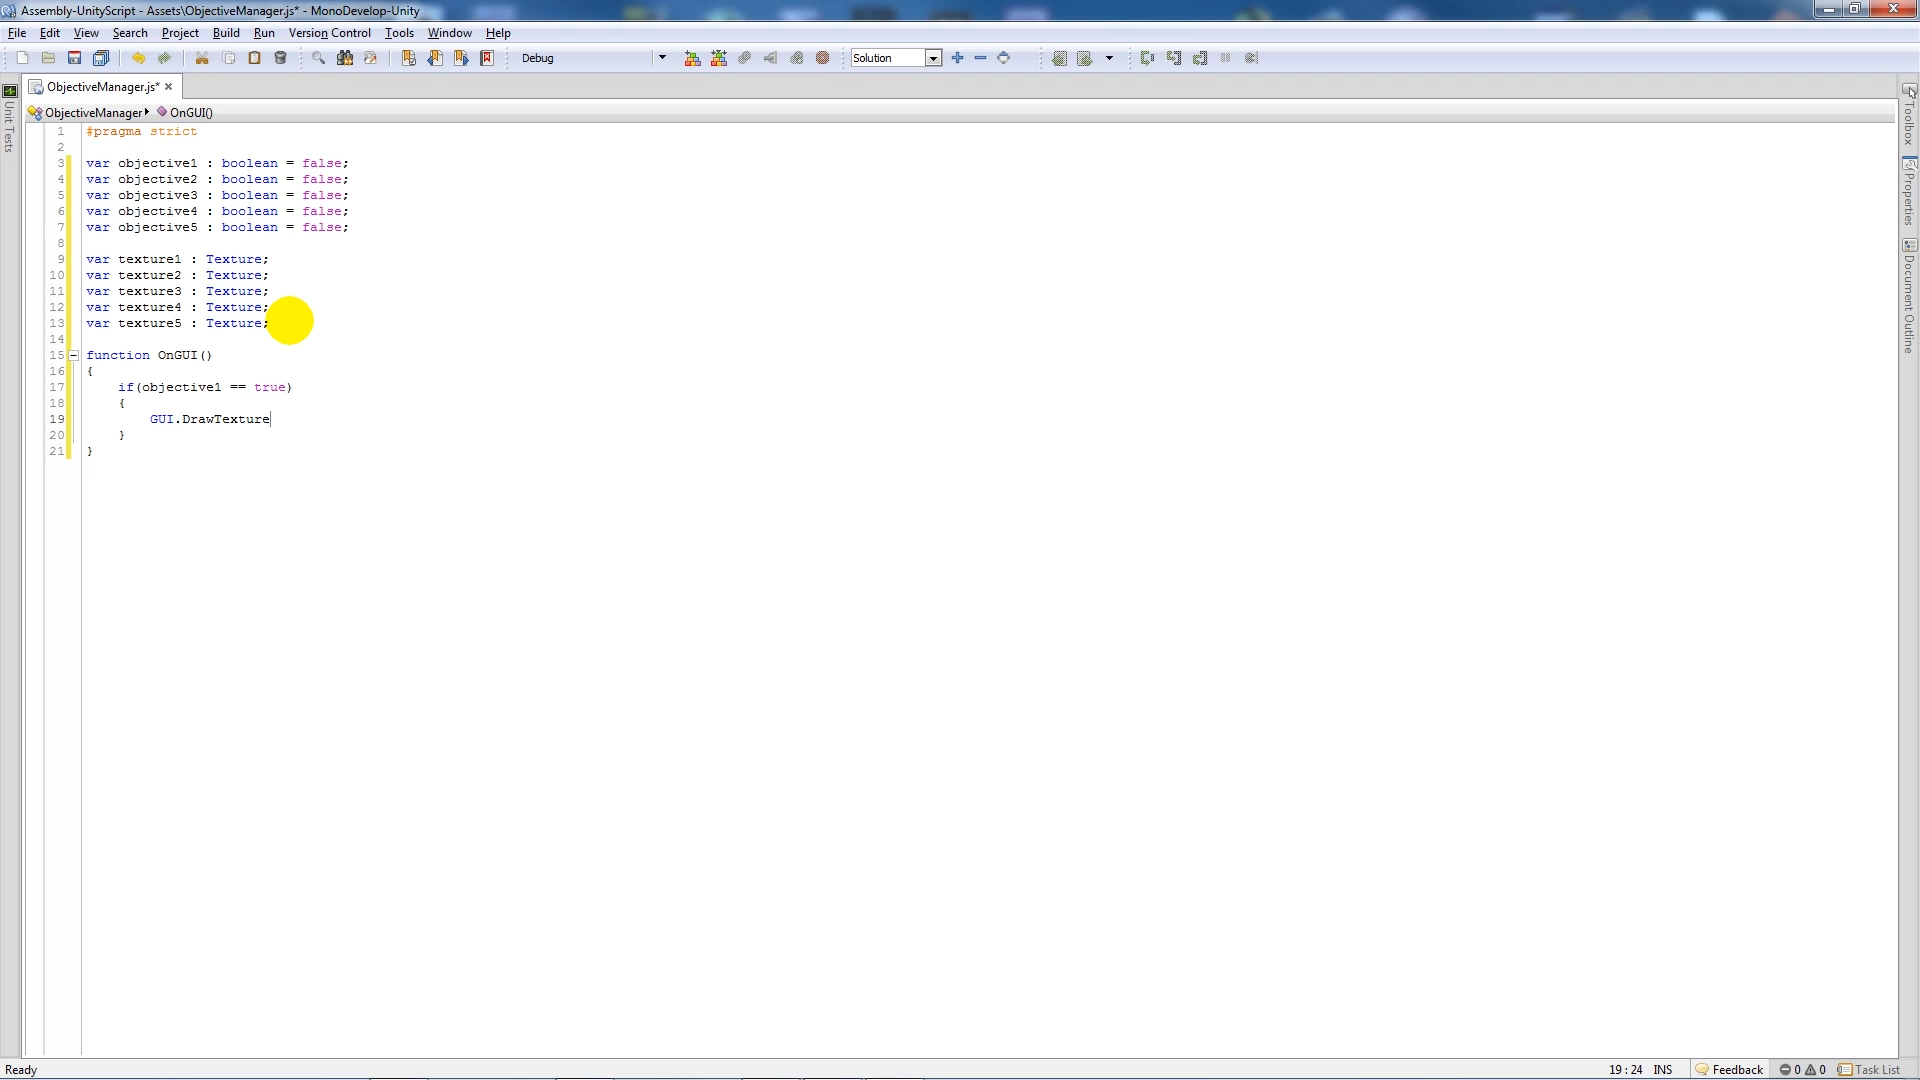 Assembly-UnityScript - Assets\ObjectiveManager.js* - MonoDevelop-Unity
File Edit View Search Project Build Run Version Control Tools Window Help
Debug Solution
ObjectiveManager.js*
ObjectiveManager OnGUI()
Unit Tests
1 #pragma strict
2
3 var objective1 : boolean = false;
4 var objective2 : boolean = false;
5 var objective3 : boolean = false;
6 var objective4 : boolean = false;
7 var objective5 : boolean = false;
8
9 var texture1 : Texture;
10 var texture2 : Texture;
11 var texture3 : Texture;
12 var texture4 : Texture;
13 var texture5 : Texture;
14
15 function OnGUI()
16 {
17 if(objective1 == true)
18 {
19 GUI.DrawTexture
20 }
21 }
Toolbox
Properties
Document Outline
Ready 19 : 24 INS Feedback 0 0 Task List